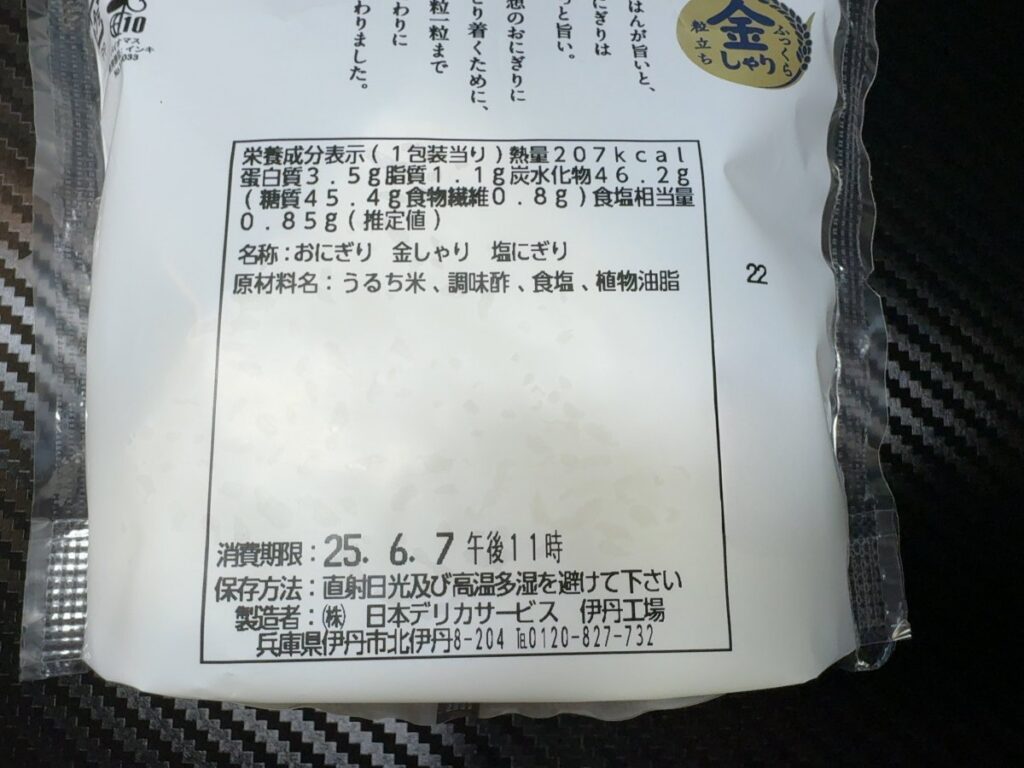 はんが旨いと、
にぎりは
っと旨い。
想のおにぎりに
どり着くために、
粒一粒まで
わりに
わりました。
金
しゃり
ふっくら
粒立ち
10
マス
インキ
栄養成分表示(1包装当り)熱量207kcal
蛋白質3.5g脂質1.1g炭水化物46.2g
(糖質45.4g食物繊維0.8g)食塩相当量
0.85g(推定値)
名称:おにぎり 金しゃり 塩にぎり
原材料名:うるち米、調味酢、食塩、植物油脂
22
消費期限:25. 6. 7 午後11時
保存方法:直射日光及び高温多湿を避けて下さい
製造者:㈱ 日本デリカサービス 伊丹工場
兵庫県伊丹市北伊丹8-204 ℡0120-827-732